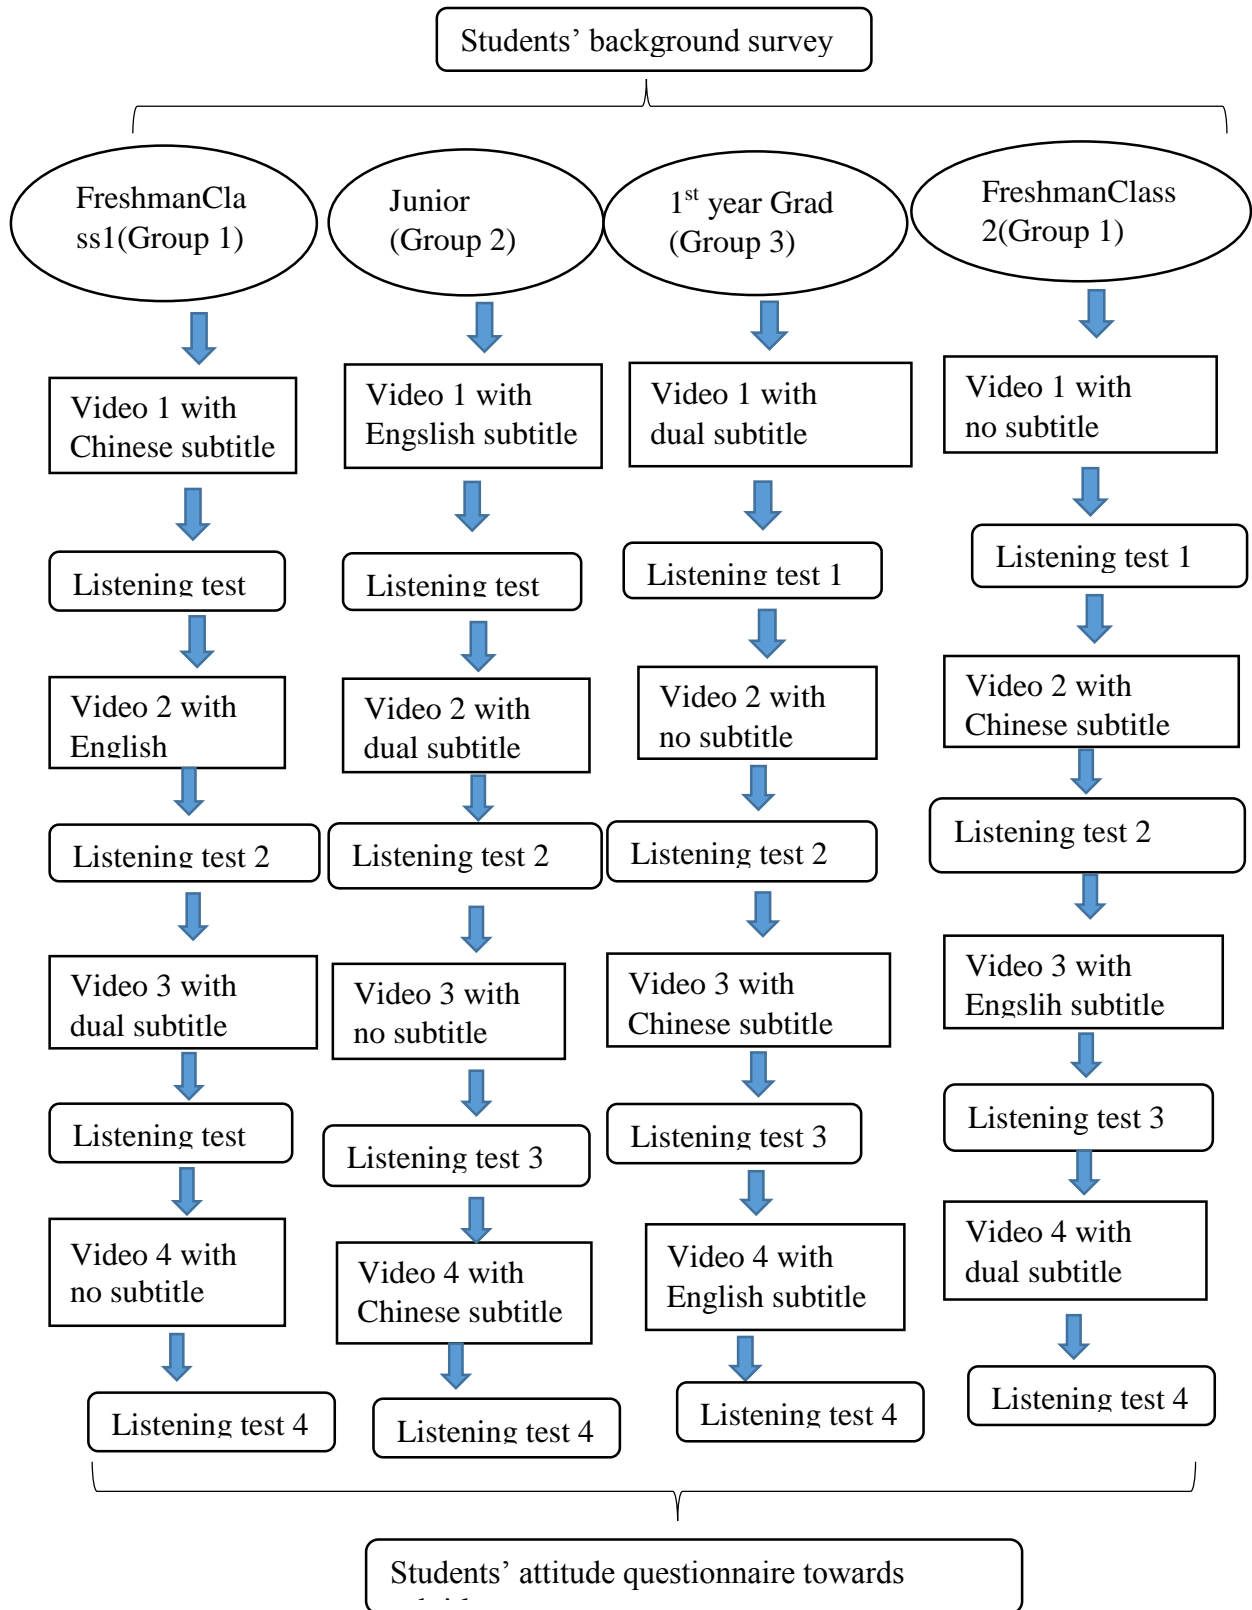 Students’ background survey
FreshmanCla
ss1(Group 1)
Junior
(Group 2)
1st year Grad
(Group 3)
FreshmanClass
2(Group 1)
Video 1 with
Chinese subtitle
Video 1 with
Engslish subtitle
Video 1 with
dual subtitle
Video 1 with
no subtitle
Listening test
Listening test
Listening test 1
Listening test 1
Video 2 with
English
Video 2 with
dual subtitle
Video 2 with
no subtitle
Video 2 with
Chinese subtitle
Listening test 2
Listening test 2
Listening test 2
Listening test 2
Video 3 with
dual subtitle
Video 3 with
no subtitle
Video 3 with
Chinese subtitle
Video 3 with
Engslih subtitle
Listening test
Listening test 3
Listening test 3
Listening test 3
Video 4 with
no subtitle
Video 4 with
Chinese subtitle
Video 4 with
English subtitle
Video 4 with
dual subtitle
Listening test 4
Listening test 4
Listening test 4
Listening test 4
Students’ attitude questionnaire towards